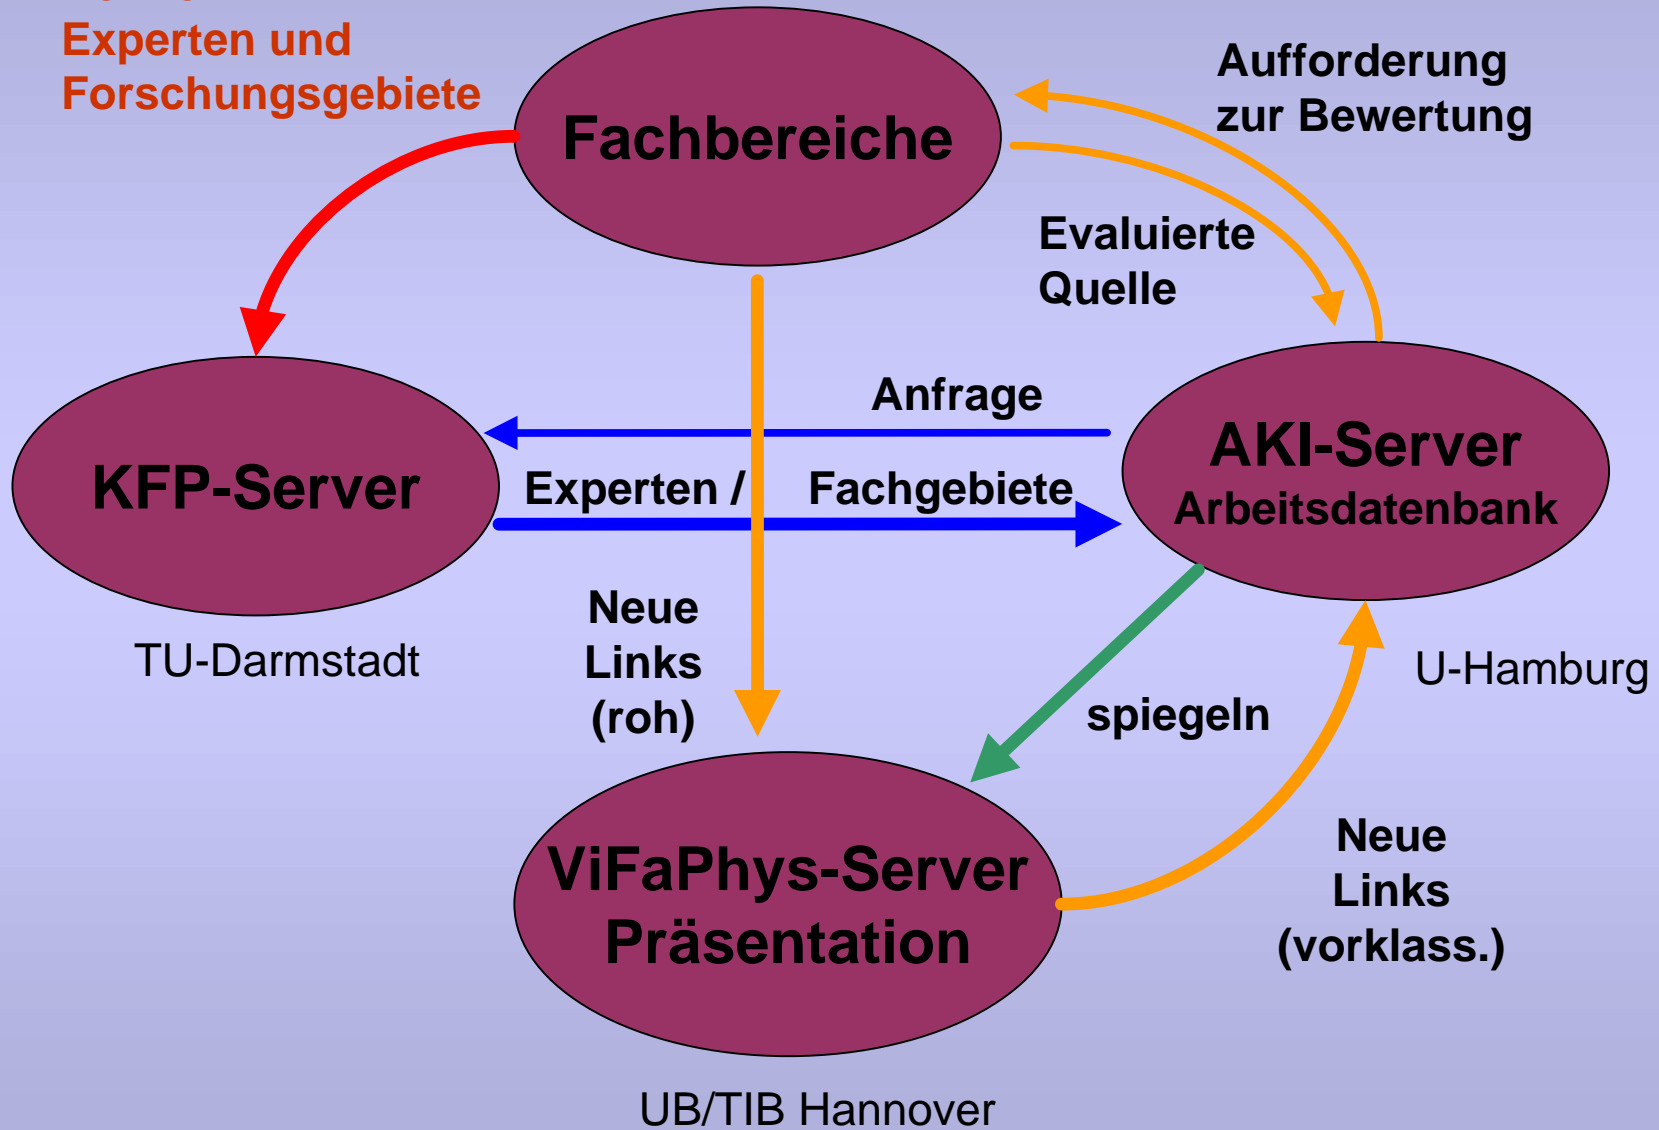 Experten und
Forschungsgebiete
Fachbereiche
Aufforderung
zur Bewertung
Evaluierte
Quelle
Anfrage
KFP-Server
Experten / Fachgebiete
AKI-Server
Arbeitsdatenbank
TU-Darmstadt
Neue
Links
(roh)
U-Hamburg
spiegeln
ViFaPhys-Server
Präsentation
Neue
Links
(vorklass.)
UB/TIB Hannover